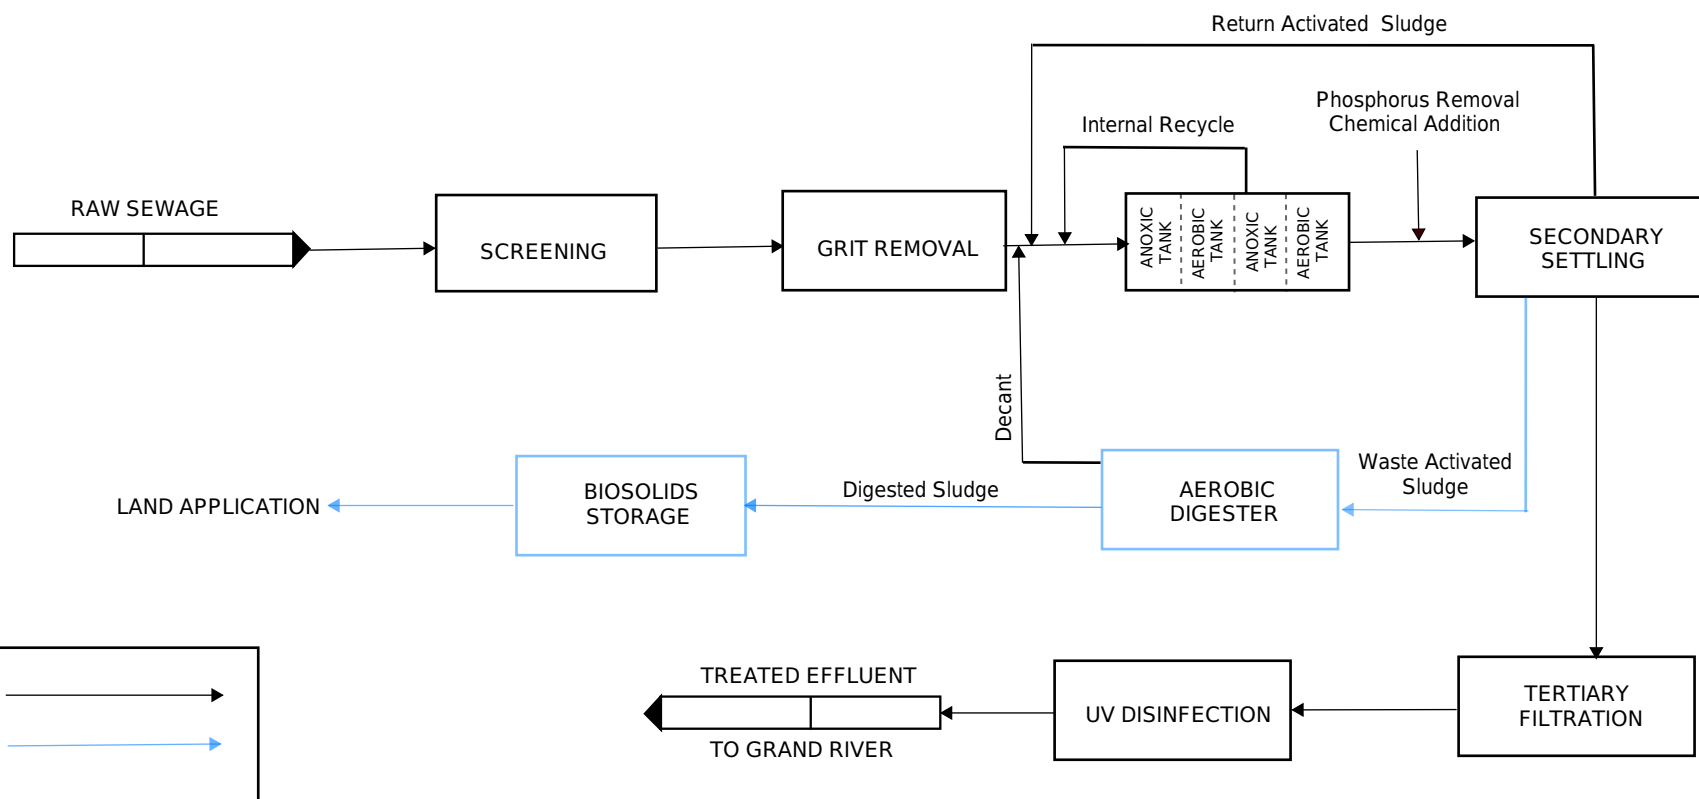 Return Activated Sludge
Phosphorus Removal
Chemical Addition
Internal Recycle
RAW SEWAGE
SCREENING
GRIT REMOVAL
ANOXIC
TANK
AEROBIC
TANK
ANOXIC
TANK
AEROBIC
TANK
SECONDARY
SETTLING
Decant
Waste Activated
Sludge
AEROBIC
DIGESTER
Digested Sludge
BIOSOLIDS
STORAGE
LAND APPLICATION
TREATED EFFLUENT
TO GRAND RIVER
UV DISINFECTION
TERTIARY
FILTRATION